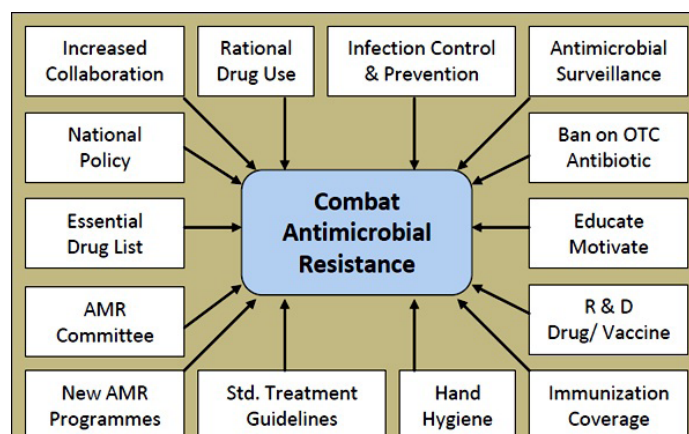 Increased
Collaboration
Rational
Drug Use
Infection Control
& Prevention
Antimicrobial
Surveillance
National
Policy
Ban on OTC
Antibiotic
Combat
Antimicrobial
Resistance
Essential
Drug List
Educate
Motivate
AMR
Committee
R & D
Drug/ Vaccine
New AMR
Programmes
Std. Treatment
Guidelines
Hand
Hygiene
Immunization
Coverage